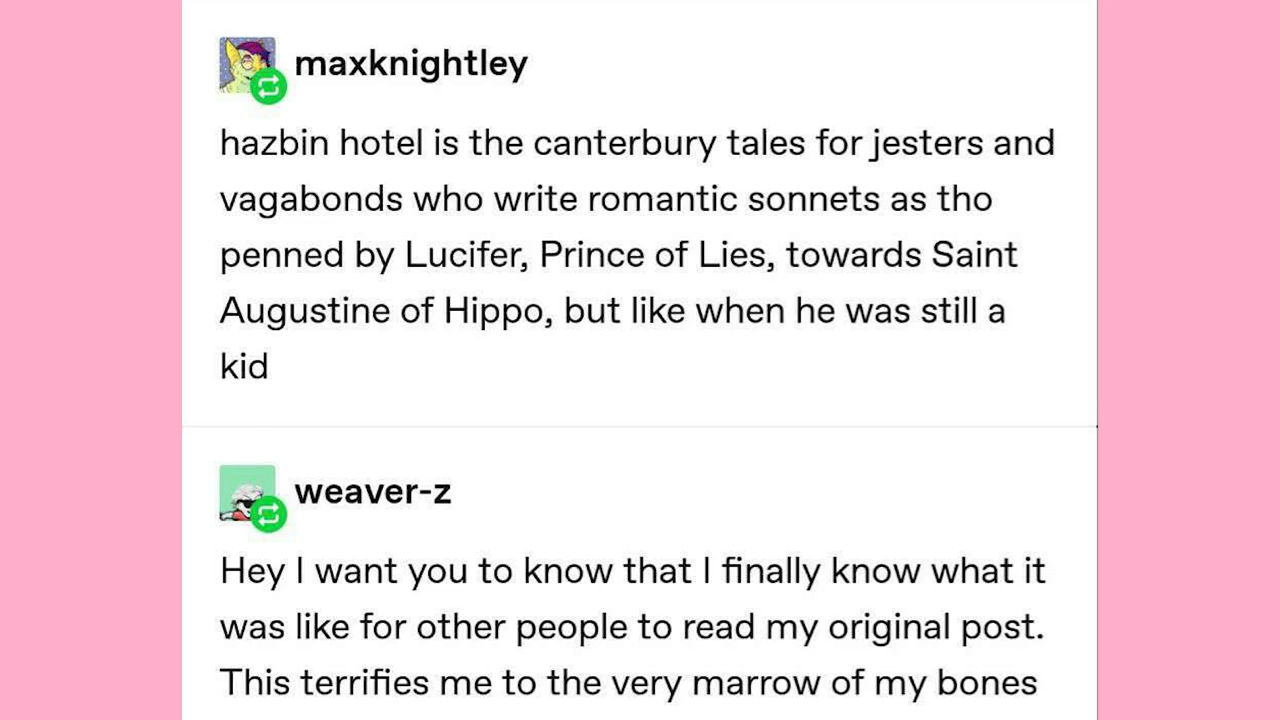 maxknightley
hazbin hotel is the canterbury tales for jesters and
vagabonds who write romantic sonnets as tho
penned by Lucifer, Prince of Lies, towards Saint
Augustine of Hippo, but like when he was still a
kid
weaver-z
Hey I want you to know that I finally know what it
was like for other people to read my original post.
This terrifies me to the very marrow of my bones